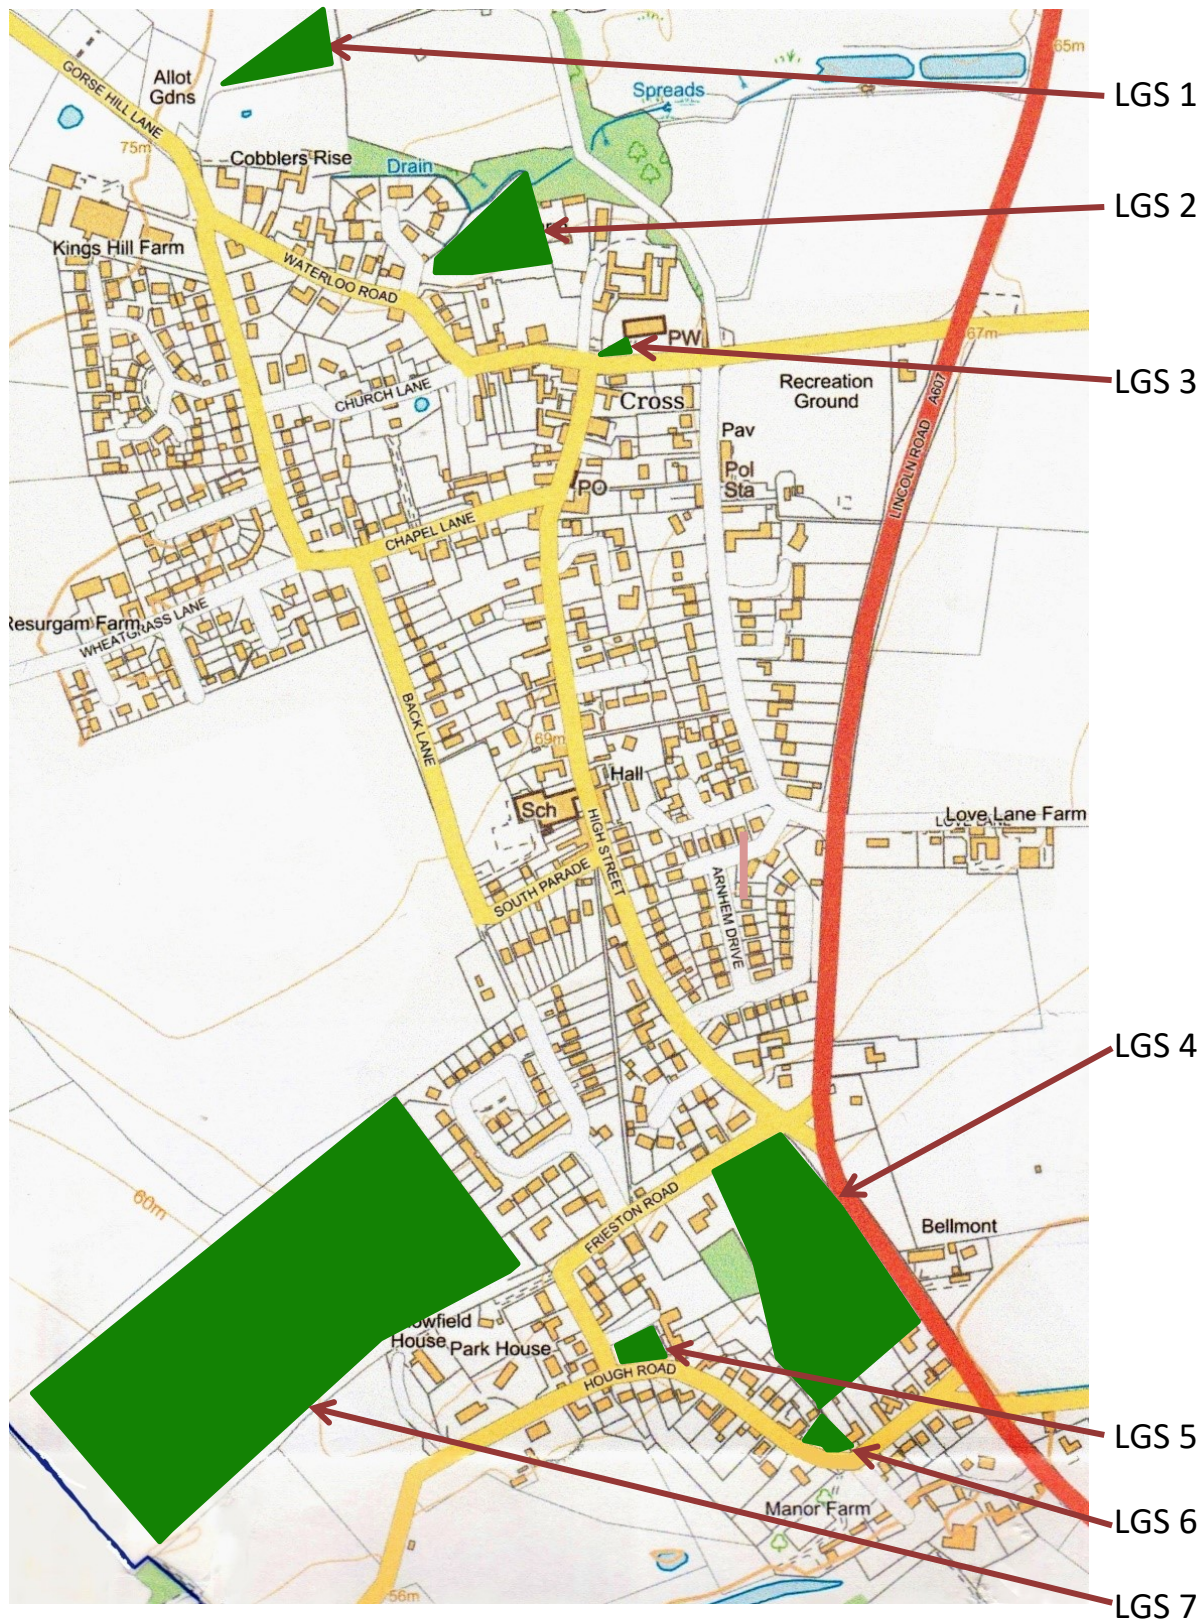 65m
GORSE HILL LANE
Allot
Gdns
LGS 1
Spreads
75m
Cobblers Rise
Drain
LGS 2
Kings Hill Farm
WATERLOO ROAD
PW
67m
LGS 3
CHURCH LANE
Cross
Recreation
Ground
A607
Pav
Pol
Sta
PO
LINCOLN ROAD
CHAPEL LANE
Resurgam Farm
WHEATGRASS LANE
BACK LANE
69m
Hall
Sch
HIGH STREET
Love Lane Farm
LOVE LANE
SOUTH PARADE
ARNHEM DRIVE
LGS 4
60m
FRIESTON ROAD
Bellmont
owfield
House
Park House
HOUGH ROAD
LGS 5
Manor Farm
LGS 6
56m
LGS 7